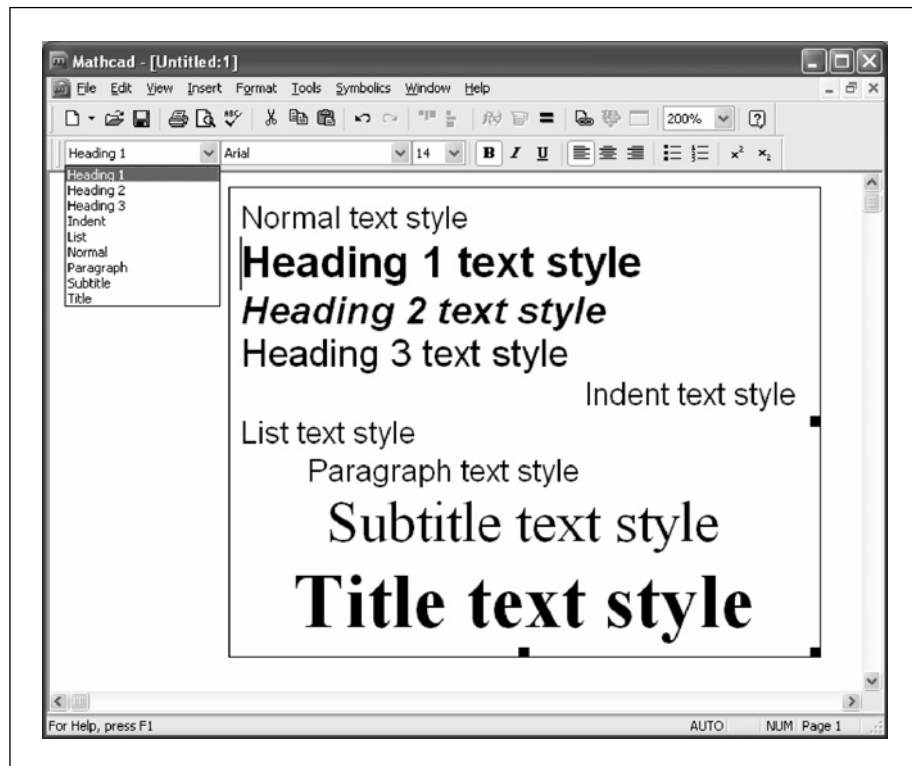 Mathcad - [Untitled:1]
File Edit View Insert Format Tools Symbolics Window Help
200%
Heading 1 Arial 14 B I U x² x₂
Heading 1
Heading 2
Heading 3
Indent
List
Normal
Paragraph
Subtitle
Title
Normal text style
Heading 1 text style
Heading 2 text style
Heading 3 text style
Indent text style
List text style
Paragraph text style
Subtitle text style
Title text style
For Help, press F1 AUTO NUM Page 1